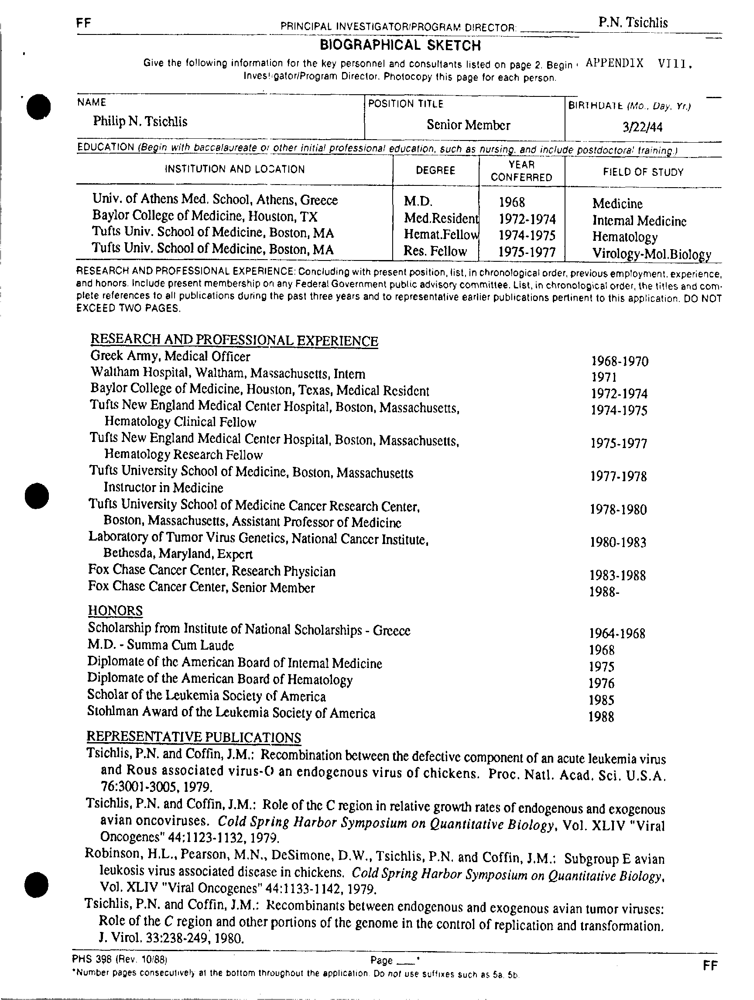 FF
PRINCIPAL INVESTIGATOR/PROGRAM DIRECTOR: P.N. Tsichlis
BIOGRAPHICAL SKETCH
Give the following information for the key personnel and consultants listed on page 2. Begin APPENDIX VIII.
Investigator/Program Director. Photocopy this page for each person.
NAME POSITION TITLE BIRTHDATE (Mo., Day, Yr.)
Philip N. Tsichlis Senior Member 3/22/44
EDUCATION (Begin with baccalaureate or other initial professional education, such as nursing, and include postdoctoral training.)
INSTITUTION AND LOCATION DEGREE YEAR CONFERRED FIELD OF STUDY
Univ. of Athens Med. School, Athens, Greece M.D. 1968 Medicine
Baylor College of Medicine, Houston, TX Med.Resident 1972-1974 Internal Medicine
Tufts Univ. School of Medicine, Boston, MA Hemat.Fellow 1974-1975 Hematology
Tufts Univ. School of Medicine, Boston, MA Res. Fellow 1975-1977 Virology-Mol.Biology
RESEARCH AND PROFESSIONAL EXPERIENCE: Concluding with present position, list, in chronological order, previous employment, experience,
and honors. Include present membership on any Federal Government public advisory committee. List, in chronological order, the titles and com-
plete references to all publications during the past three years and to representative earlier publications pertinent to this application. DO NOT
EXCEED TWO PAGES.
RESEARCH AND PROFESSIONAL EXPERIENCE
Greek Army, Medical Officer 1968-1970
Waltham Hospital, Waltham, Massachusetts, Intern 1971
Baylor College of Medicine, Houston, Texas, Medical Resident 1972-1974
Tufts New England Medical Center Hospital, Boston, Massachusetts, 1974-1975
Hematology Clinical Fellow
Tufts New England Medical Center Hospital, Boston, Massachusetts, 1975-1977
Hematology Research Fellow
Tufts University School of Medicine, Boston, Massachusetts 1977-1978
Instructor in Medicine
Tufts University School of Medicine Cancer Research Center, 1978-1980
Boston, Massachusetts, Assistant Professor of Medicine
Laboratory of Tumor Virus Genetics, National Cancer Institute, 1980-1983
Bethesda, Maryland, Expert
Fox Chase Cancer Center, Research Physician 1983-1988
Fox Chase Cancer Center, Senior Member 1988-
HONORS
Scholarship from Institute of National Scholarships - Greece 1964-1968
M.D. - Summa Cum Laude 1968
Diplomate of the American Board of Internal Medicine 1975
Diplomate of the American Board of Hematology 1976
Scholar of the Leukemia Society of America 1985
Stohlman Award of the Leukemia Society of America 1988
REPRESENTATIVE PUBLICATIONS
Tsichlis, P.N. and Coffin, J.M.: Recombination between the defective component of an acute leukemia virus
and Rous associated virus-O an endogenous virus of chickens. Proc. Natl. Acad. Sci. U.S.A.
76:3001-3005, 1979.
Tsichlis, P.N. and Coffin, J.M.: Role of the C region in relative growth rates of endogenous and exogenous
avian oncoviruses. Cold Spring Harbor Symposium on Quantitative Biology, Vol. XLIV "Viral
Oncogenes" 44:1123-1132, 1979.
Robinson, H.L., Pearson, M.N., DeSimone, D.W., Tsichlis, P.N. and Coffin, J.M.: Subgroup E avian
leukosis virus associated disease in chickens. Cold Spring Harbor Symposium on Quantitative Biology,
Vol. XLIV "Viral Oncogenes" 44:1133-1142, 1979.
Tsichlis, P.N. and Coffin, J.M.: Recombinants between endogenous and exogenous avian tumor viruses:
Role of the C region and other portions of the genome in the control of replication and transformation.
J. Virol. 33:238-249, 1980.
PHS 398 (Rev. 10/88) Page ___* FF
*Number pages consecutively at the bottom throughout the application. Do not use suffixes such as 5a, 5b.